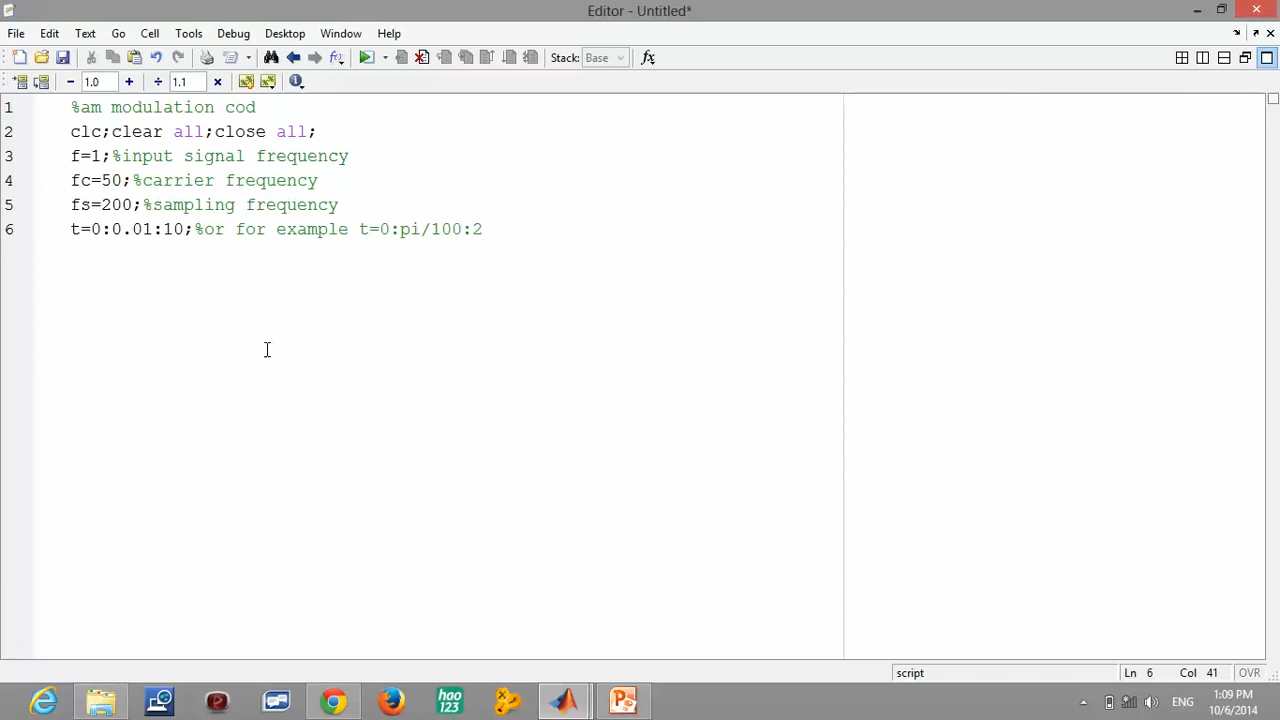 Editor - Untitled*
File Edit Text Go Cell Tools Debug Desktop Window Help
Stack: Base fx
1.0 1.1
1 %am modulation cod
2 clc;clear all;close all;
3 f=1;%input signal frequency
4 fc=50;%carrier frequency
5 fs=200;%sampling frequency
6 t=0:0.01:10;%or for example t=0:pi/100:2
script Ln 6 Col 41 OVR
hao
123
ENG
1:09 PM
10/6/2014